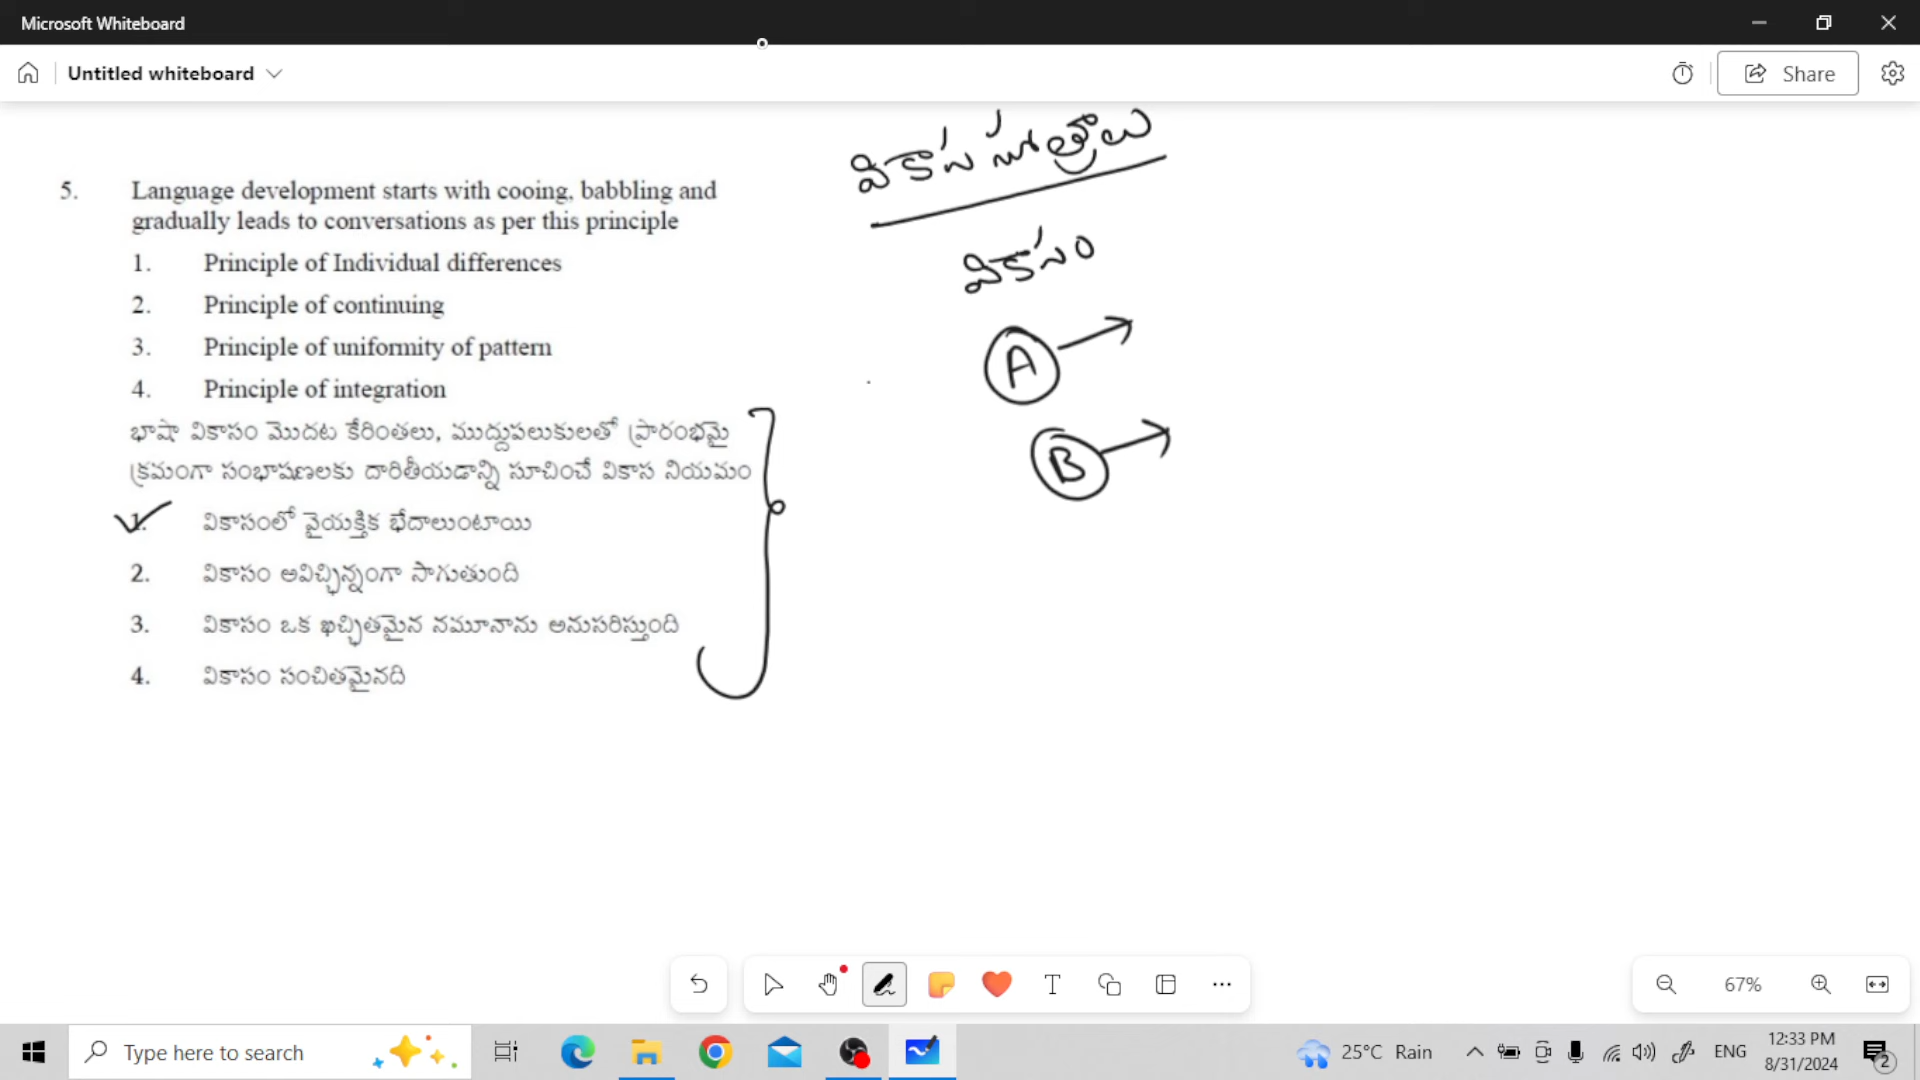 Microsoft Whiteboard
Untitled whiteboard
Share
5. Language development starts with cooing, babbling and
gradually leads to conversations as per this principle
1. Principle of Individual differences
2. Principle of continuing
3. Principle of uniformity of pattern
4. Principle of integration
భాషా వికాసం మొదట కేరింతలు, ముద్దుపలుకులతో ప్రారంభమై
క్రమంగా సంభాషణలకు దారితీయడాన్ని సూచించే వికాస నియమం
1. వికాసంలో వైయక్తిక భేదాలుంటాయి
2. వికాసం అవిచ్ఛిన్నంగా సాగుతుంది
3. వికాసం ఒక ఖచ్చితమైన నమూనాను అనుసరిస్తుంది
4. వికాసం సంచితమైనది
వికాస సూత్రాలు
వికాసం
A
B
67%
Type here to search
25°C Rain
ENG
12:33 PM
8/31/2024
2